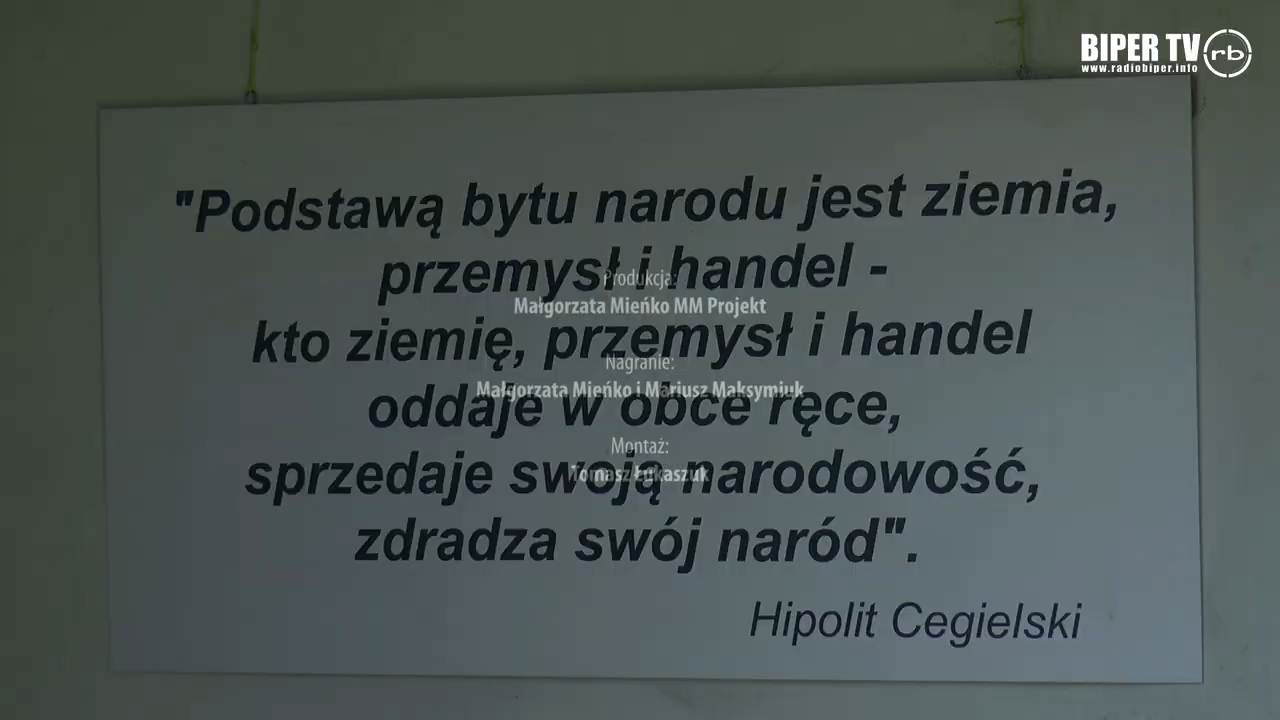 BIPER TV rb
www.radiobiper.info
"Podstawą bytu narodu jest ziemia,
przemysł i handel -
kto ziemię, przemysł i handel
oddaje w obce ręce,
sprzedaje swoją narodowość,
zdradza swój naród".
Hipolit Cegielski
Produkcja:
Małgorzata Mieńko MM Projekt
Nagranie:
Małgorzata Mieńko i Mariusz Maksymiuk
Montaż:
Tomasz Łukaszuk